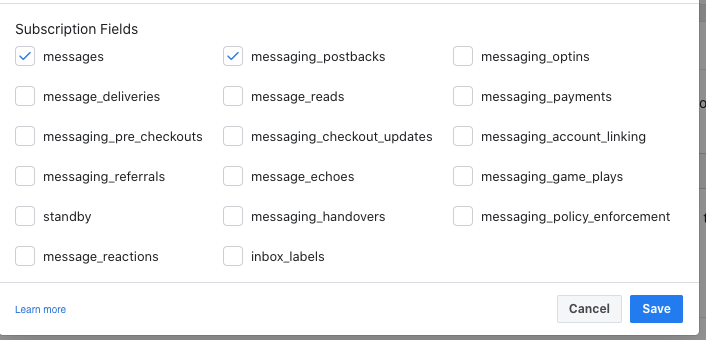 Subscription Fields
messages messaging_postbacks messaging_optins
message_deliveries message_reads messaging_payments
messaging_pre_checkouts messaging_checkout_updates messaging_account_linking
messaging_referrals message_echoes messaging_game_plays
standby messaging_handovers messaging_policy_enforcement
message_reactions inbox_labels
Learn more Cancel Save